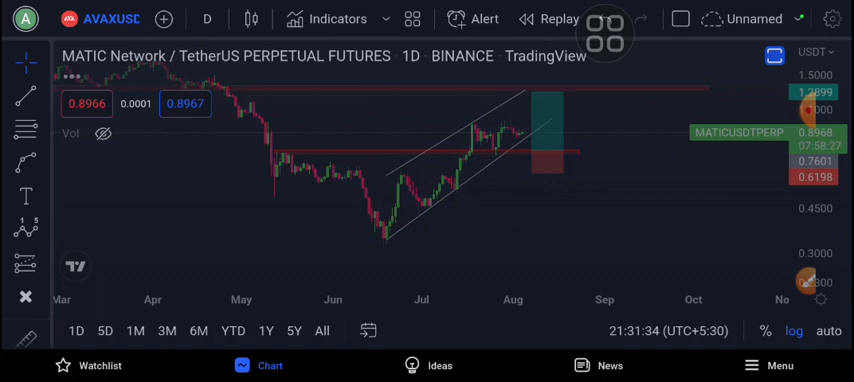 A AVAXUSD D Indicators Alert Replay Unnamed
MATIC Network / TetherUS PERPETUAL FUTURES · 1D · BINANCE · TradingView
USDT
0.8966 0.0001 0.8967
Vol
1.5000
1.2899
MATICUSDTPERP 0.8968
07:58:27
0.7601
0.6198
0.4500
0.3000
Mar Apr May Jun Jul Aug Sep Oct No
1D 5D 1M 3M 6M YTD 1Y 5Y All 21:31:34 (UTC+5:30) % log auto
Watchlist Chart Ideas News Menu